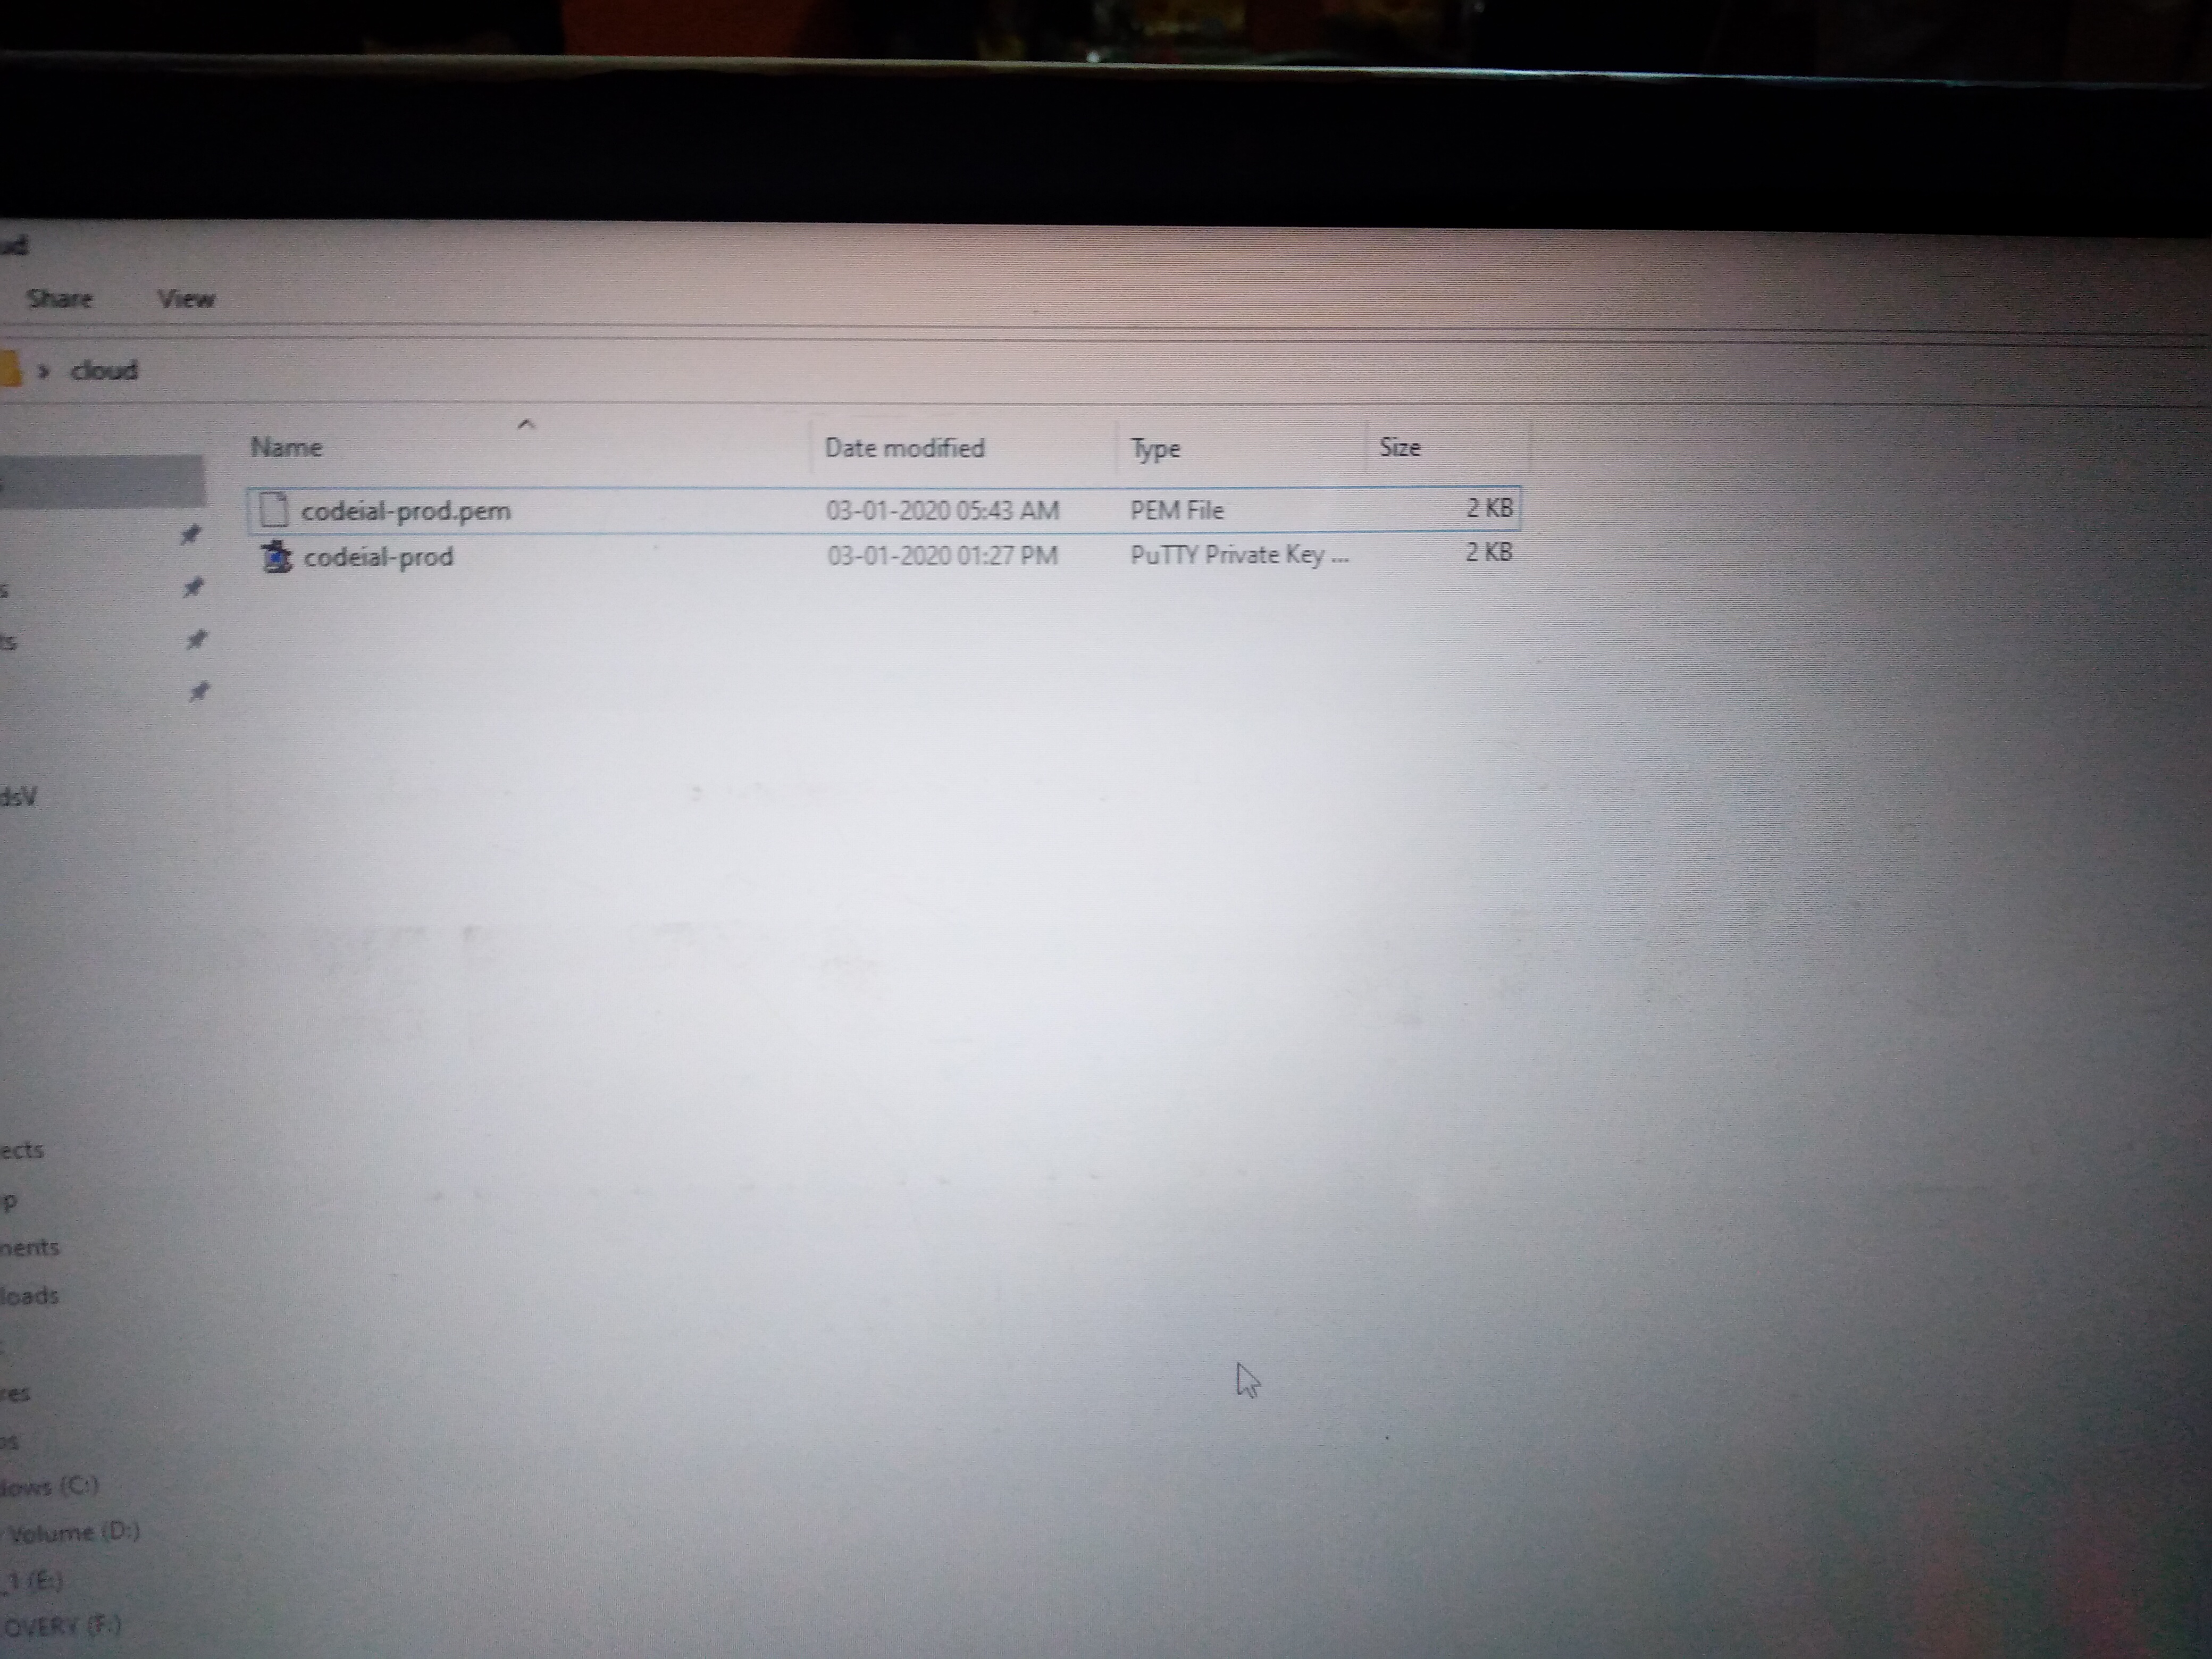 ud
Share View
cloud
Name Date modified Type Size
codeial-prod.pem 03-01-2020 05:43 AM PEM File 2 KB
codeial-prod 03-01-2020 01:27 PM PuTTY Private Key ... 2 KB
s
ts
dsV
ects
p
nents
loads
res
os
lows (C:)
Volume (D:)
_1 (E:)
OVERY (F:)